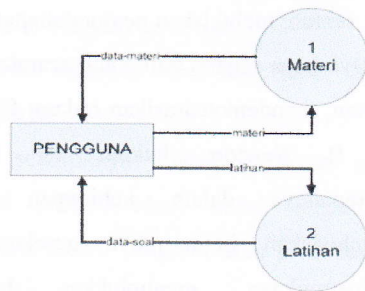 data-materi
1
Materi
PENGGUNA
materi
latihan
data-soal
2
Latihan